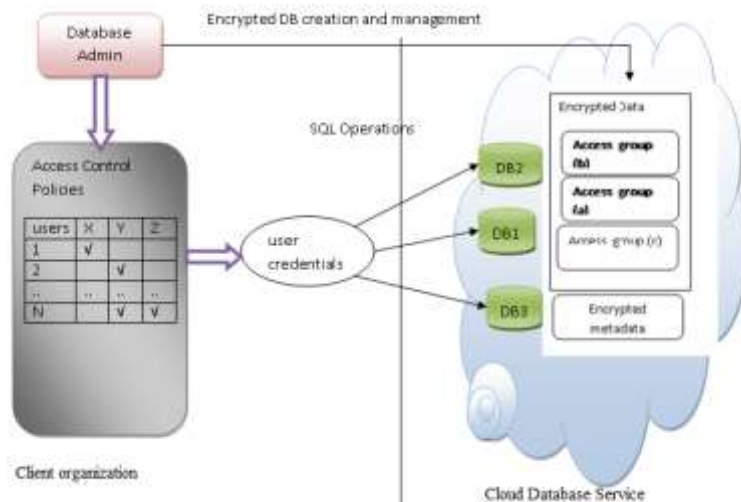 Encrypted DB creation and management
Database
Admin
SQL Operations
Access Control
Policies
users X Y Z
1 √
2 √
.. .. .. ..
N √ √
user
credentials
DB2
DB1
DB3
Encrypted Data
Access group
(b)
Access group
(a)
Access group (c)
Encrypted
metadata
Client organization
Cloud Database Service